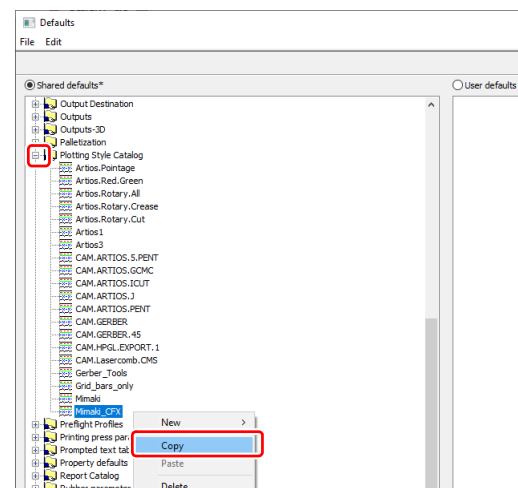 Defaults
File Edit
Shared defaults*
User defaults
Output Destination
Outputs
Outputs-3D
Palletization
Plotting Style Catalog
Artios.Pointage
Artios.Red.Green
Artios.Rotary.All
Artios.Rotary.Crease
Artios.Rotary.Cut
Artios1
Artios3
CAM.ARTIOS.5.PENT
CAM.ARTIOS.GCMC
CAM.ARTIOS.ICUT
CAM.ARTIOS.J
CAM.ARTIOS.PENT
CAM.GERBER
CAM.GERBER.45
CAM.HPGL.EXPORT.1
CAM.Lasercomb.CMS
Gerber_Tools
Grid_bars_only
Mimaki
Mimaki_CFX
Preflight Profiles
Printing press par
Prompted text tab
Property defaults
Report Catalog
New >
Copy
Paste
Delete